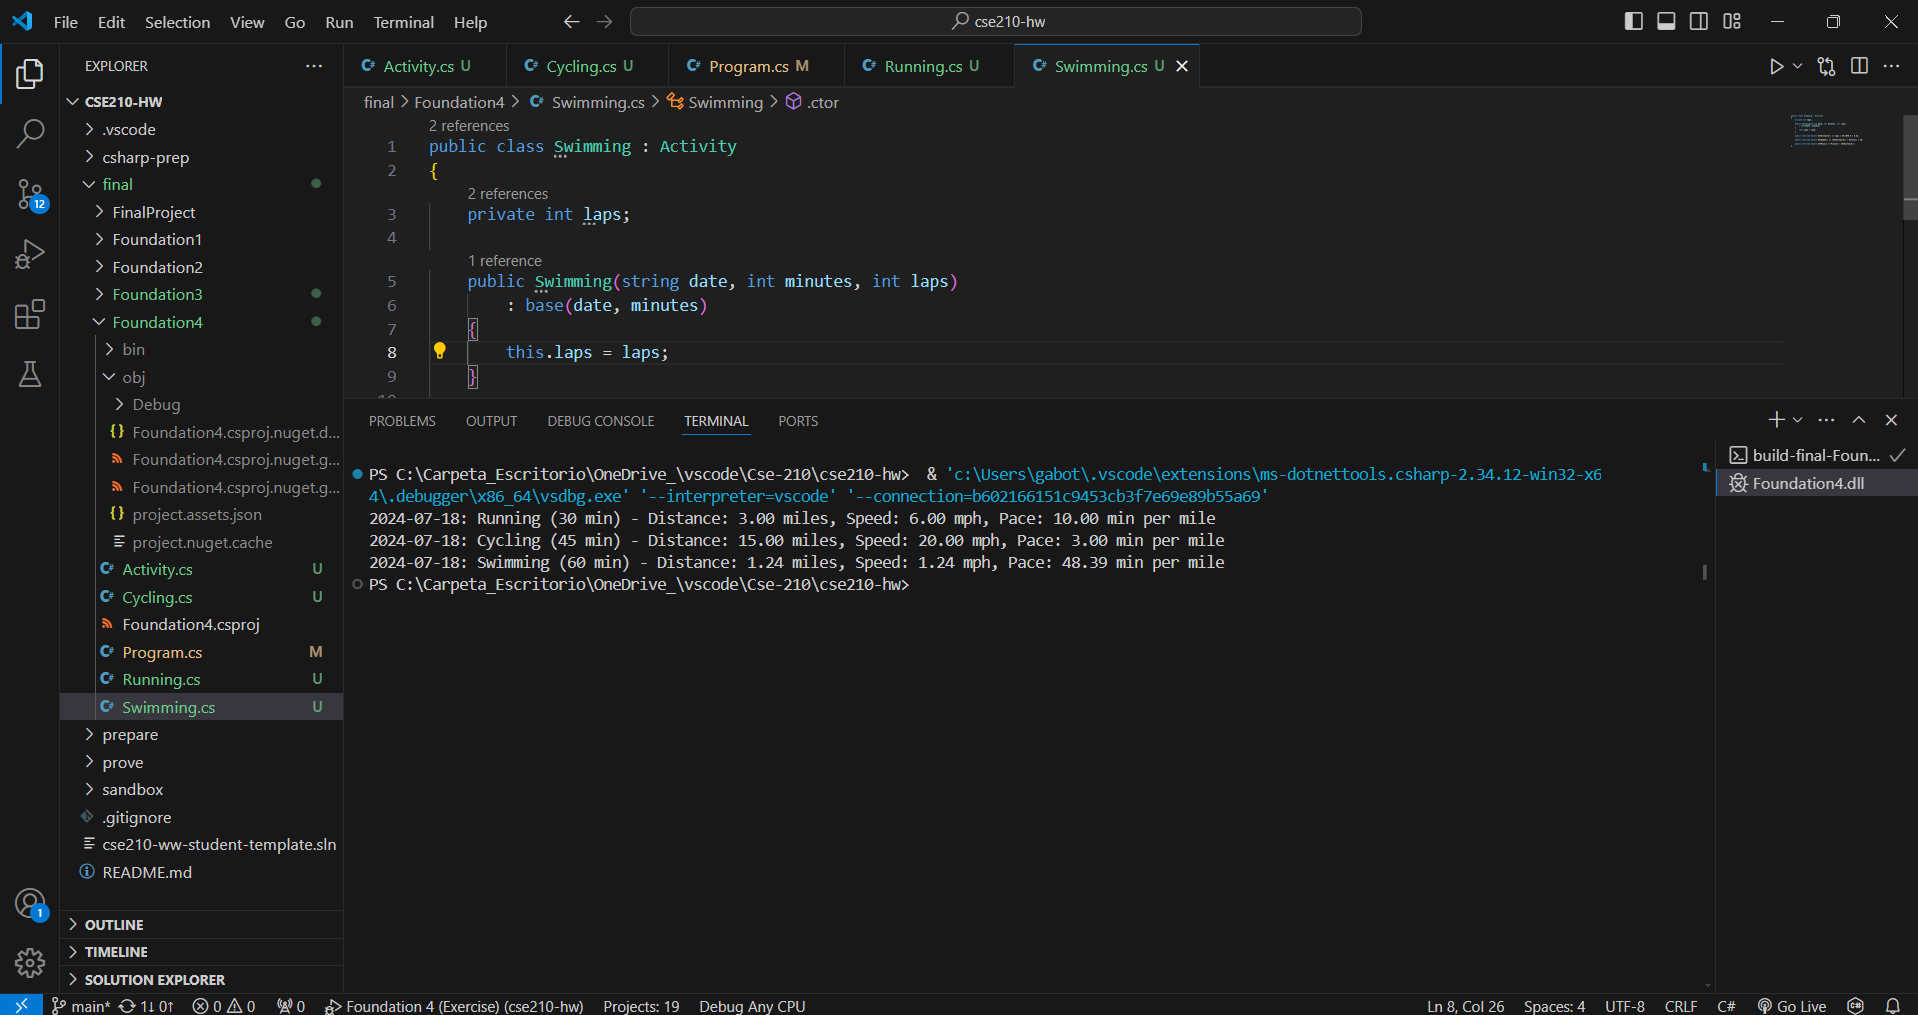 File Edit Selection View Go Run Terminal Help
cse210-hw
EXPLORER
CSE210-HW
.vscode
csharp-prep
final
FinalProject
Foundation1
Foundation2
Foundation3
Foundation4
bin
obj
Debug
Foundation4.csproj.nuget.d...
Foundation4.csproj.nuget.g...
Foundation4.csproj.nuget.g...
project.assets.json
project.nuget.cache
Activity.cs U
Cycling.cs U
Foundation4.csproj
Program.cs M
Running.cs U
Swimming.cs U
prepare
prove
sandbox
.gitignore
cse210-ww-student-template.sln
README.md
OUTLINE
TIMELINE
SOLUTION EXPLORER
12
1
Activity.cs U Cycling.cs U Program.cs M Running.cs U Swimming.cs U
final > Foundation4 > Swimming.cs > Swimming > .ctor
2 references
1 public class Swimming : Activity
2 {
2 references
3 private int laps;
4
1 reference
5 public Swimming(string date, int minutes, int laps)
6 : base(date, minutes)
7 {
8 this.laps = laps;
9 }
10
PROBLEMS OUTPUT DEBUG CONSOLE TERMINAL PORTS
PS C:\Carpeta_Escritorio\OneDrive_\vscode\Cse-210\cse210-hw> & 'c:\Users\gabot\.vscode\extensions\ms-dotnettools.csharp-2.34.12-win32-x6
4\.debugger\x86_64\vsdbg.exe' '--interpreter=vscode' '--connection=b602166151c9453cb3f7e69e89b55a69'
2024-07-18: Running (30 min) - Distance: 3.00 miles, Speed: 6.00 mph, Pace: 10.00 min per mile
2024-07-18: Cycling (45 min) - Distance: 15.00 miles, Speed: 20.00 mph, Pace: 3.00 min per mile
2024-07-18: Swimming (60 min) - Distance: 1.24 miles, Speed: 1.24 mph, Pace: 48.39 min per mile
PS C:\Carpeta_Escritorio\OneDrive_\vscode\Cse-210\cse210-hw>
build-final-Foun...
Foundation4.dll
main* 1↓ 0↑ 0 0 0 Foundation 4 (Exercise) (cse210-hw) Projects: 19 Debug Any CPU Ln 8, Col 26 Spaces: 4 UTF-8 CRLF C# Go Live